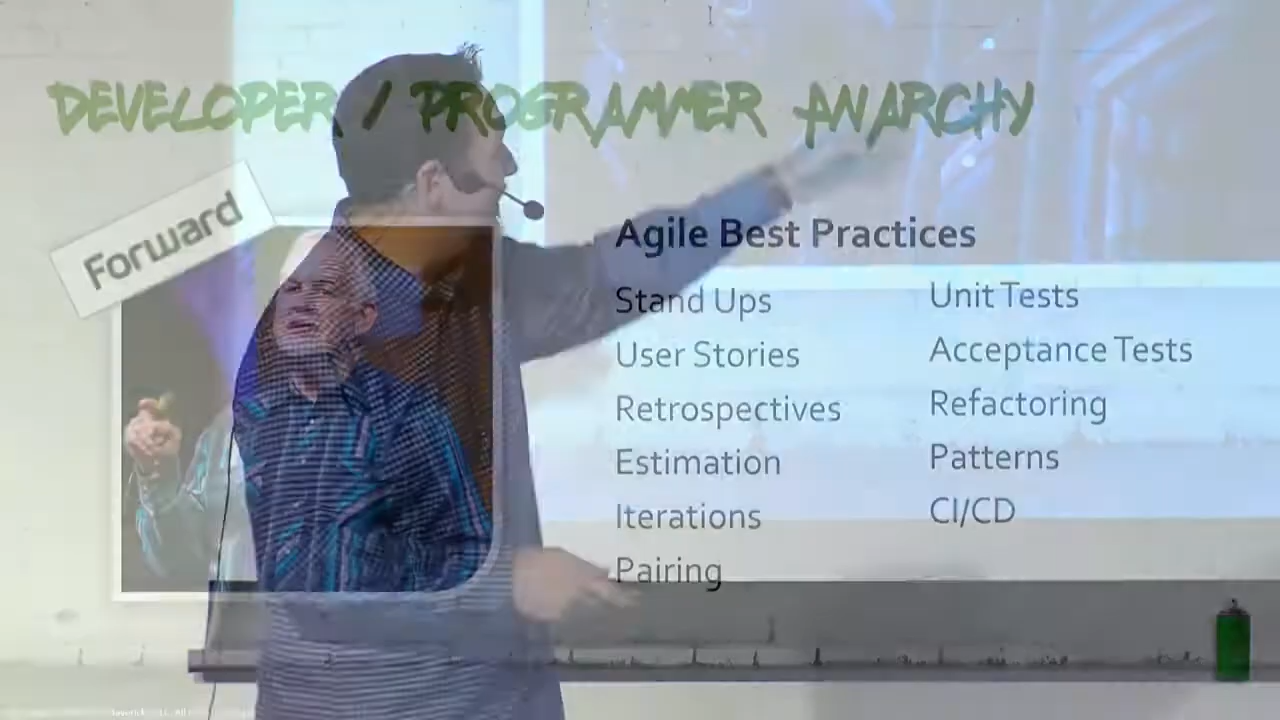 DEVELOPER / PROGRAMMER ANARCHY
Forward
Agile Best Practices
Stand Ups
User Stories
Retrospectives
Estimation
Iterations
Pairing
Unit Tests
Acceptance Tests
Refactoring
Patterns
CI/CD